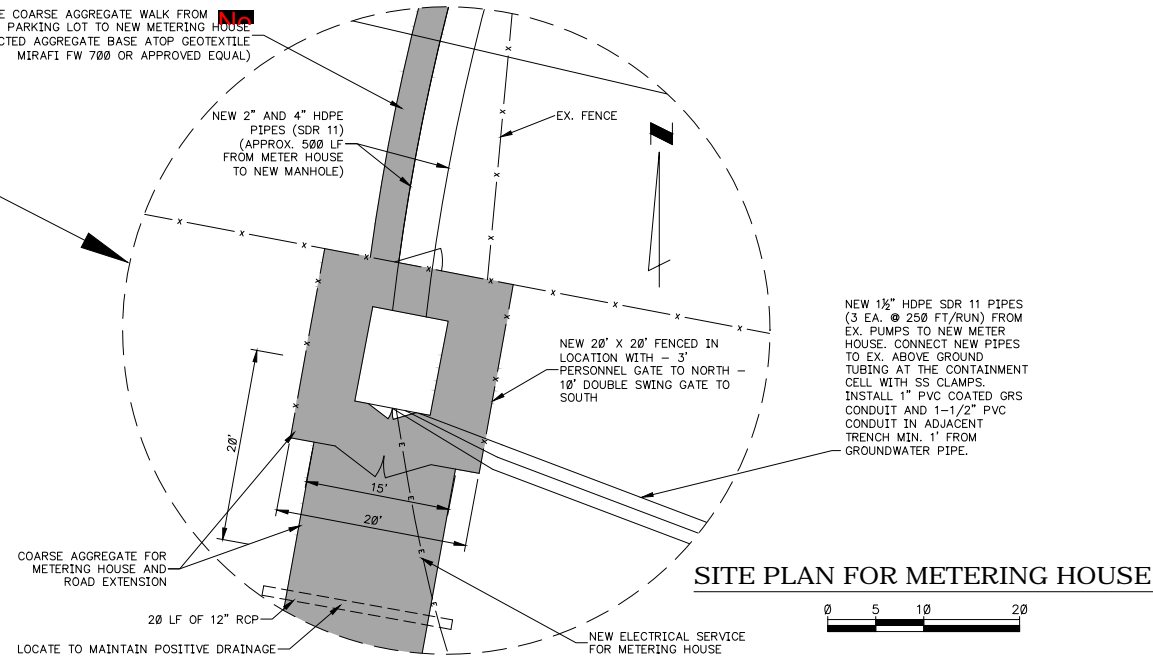 E COARSE AGGREGATE WALK FROM
No
PARKING LOT TO NEW METERING HOUSE
CTED AGGREGATE BASE ATOP GEOTEXTILE
MIRAFI FW 700 OR APPROVED EQUAL)
NEW 2" AND 4" HDPE
PIPES (SDR 11)
(APPROX. 500 LF
FROM METER HOUSE
TO NEW MANHOLE)
EX. FENCE
N
NEW 20' X 20' FENCED IN
LOCATION WITH - 3'
PERSONNEL GATE TO NORTH -
10' DOUBLE SWING GATE TO
SOUTH
NEW 1½" HDPE SDR 11 PIPES
(3 EA. @ 250 FT/RUN) FROM
EX. PUMPS TO NEW METER
HOUSE. CONNECT NEW PIPES
TO EX. ABOVE GROUND
TUBING AT THE CONTAINMENT
CELL WITH SS CLAMPS.
INSTALL 1" PVC COATED GRS
CONDUIT AND 1-1/2" PVC
CONDUIT IN ADJACENT
TRENCH MIN. 1' FROM
GROUNDWATER PIPE.
20'
15'
20'
COARSE AGGREGATE FOR
METERING HOUSE AND
ROAD EXTENSION
20 LF OF 12" RCP
LOCATE TO MAINTAIN POSITIVE DRAINAGE
NEW ELECTRICAL SERVICE
FOR METERING HOUSE
SITE PLAN FOR METERING HOUSE
0 5 10 20